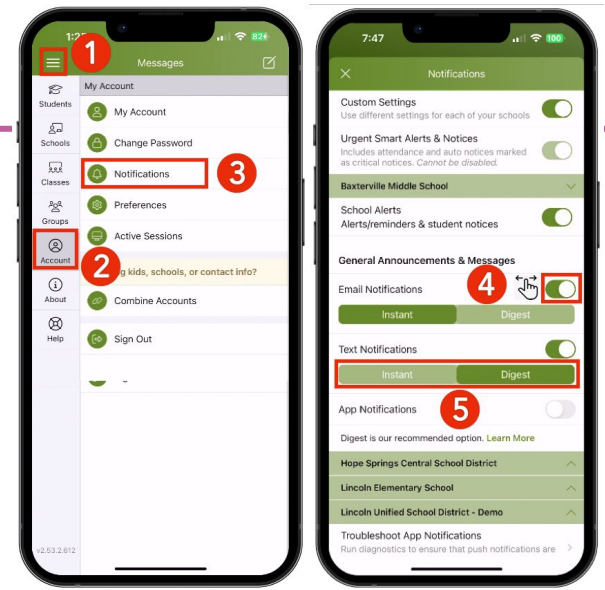 1:2
82
1
Messages
Students
Schools
Classes
Groups
Account
About
Help
v2.53.2.612
My Account
My Account
Change Password
Notifications
3
Preferences
Active Sessions
2
g kids, schools, or contact info?
Combine Accounts
Sign Out
7:47
100
Notifications
Custom Settings
Use different settings for each of your schools
Urgent Smart Alerts & Notices
Includes attendance and auto notices marked
as critical notices. Cannot be disabled.
Baxterville Middle School
School Alerts
Alerts/reminders & student notices
General Announcements & Messages
Email Notifications
4
Instant Digest
Text Notifications
Instant Digest
App Notifications
5
Digest is our recommended option. Learn More
Hope Springs Central School District
Lincoln Elementary School
Lincoln Unified School District - Demo
Troubleshoot App Notifications
Run diagnostics to ensure that push notifications are